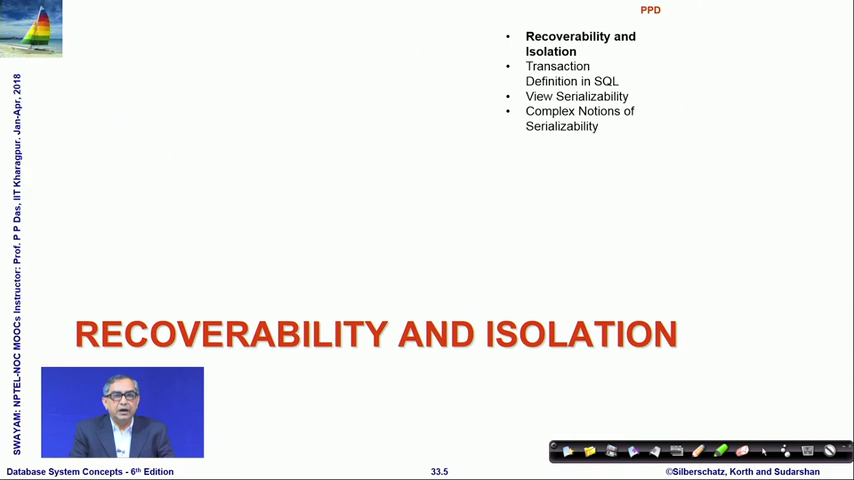 PPD
• Recoverability and
Isolation
• Transaction
Definition in SQL
• View Serializability
• Complex Notions of
Serializability
SWAYAM: NPTEL-NOC MOOCs Instructor: Prof. P P Das, IIT Kharagpur. Jan-Apr, 2018
RECOVERABILITY AND ISOLATION
Database System Concepts - 6th Edition
33.5
©Silberschatz, Korth and Sudarshan